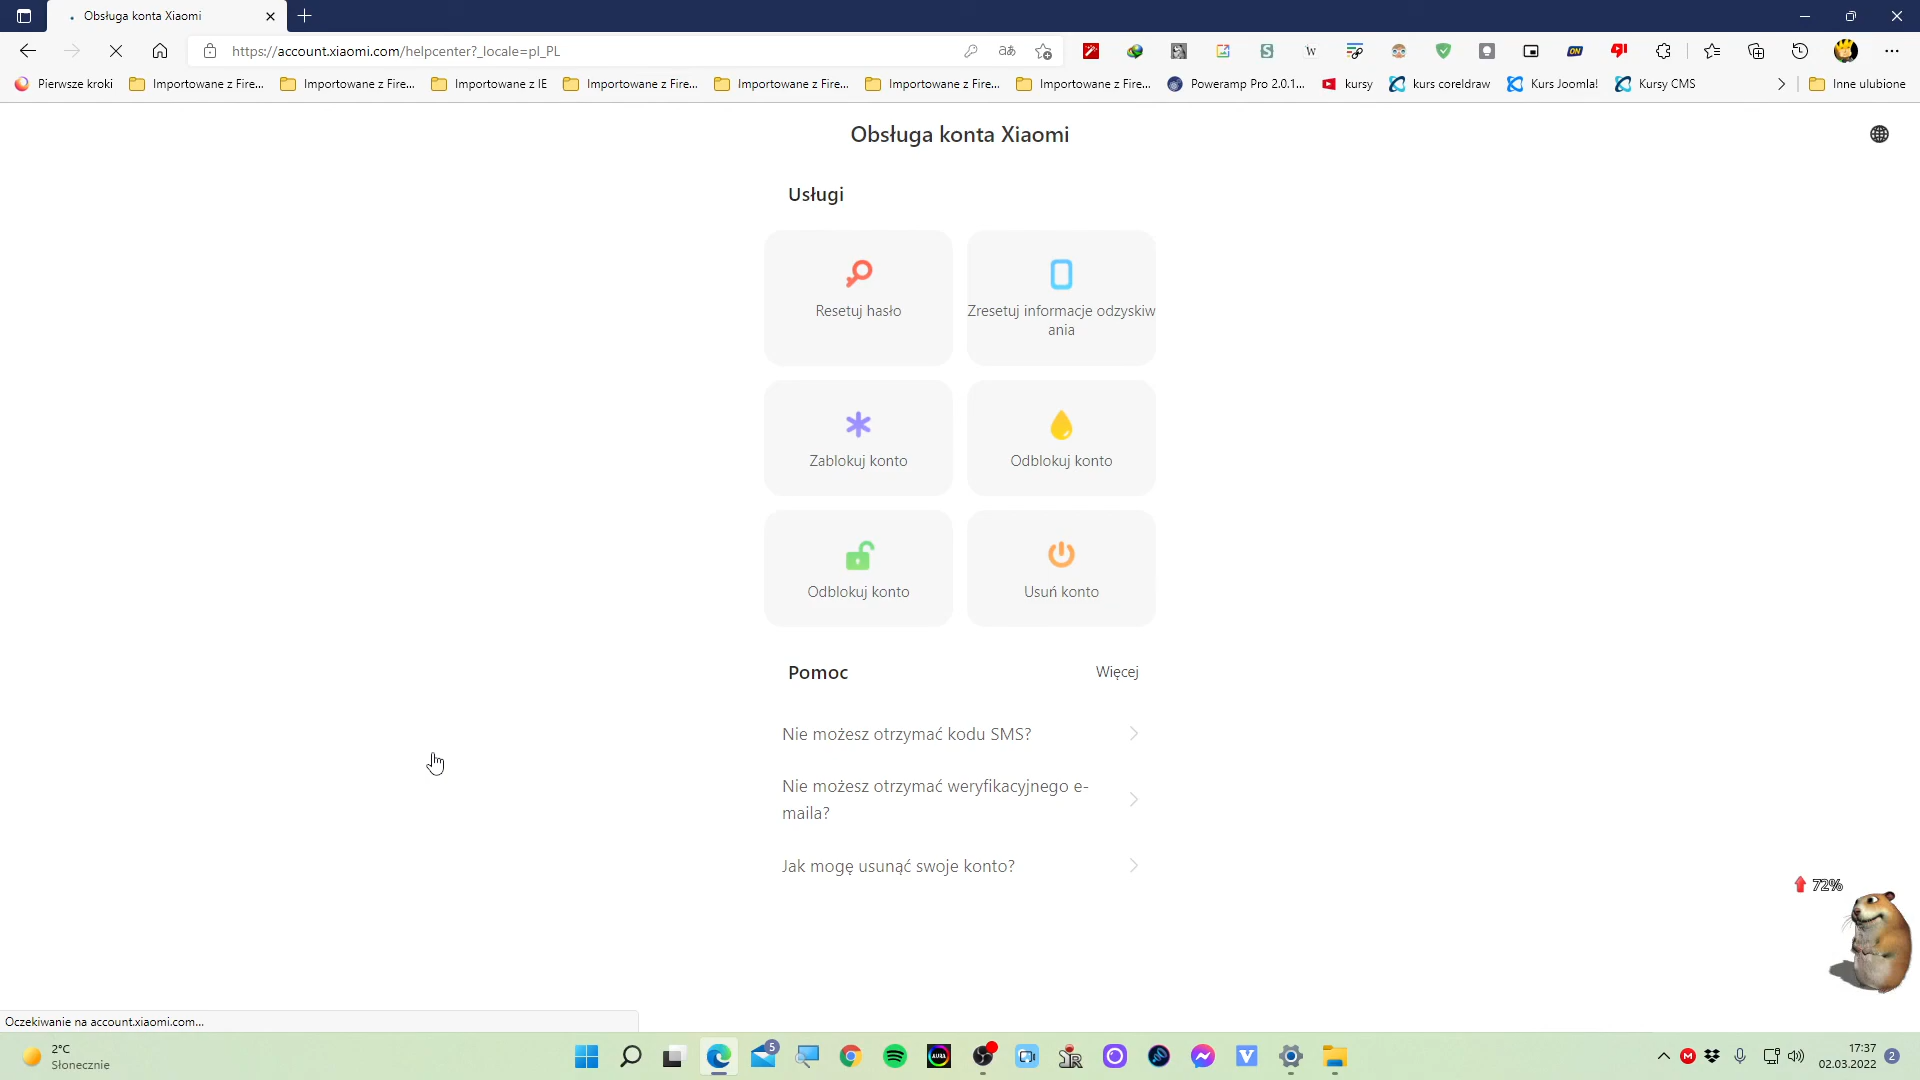 Obsługa konta Xiaomi
https://account.xiaomi.com/helpcenter?_locale=pl_PL
Pierwsze kroki
Importowane z Fire...
Importowane z Fire...
Importowane z IE
Importowane z Fire...
Importowane z Fire...
Importowane z Fire...
Importowane z Fire...
Poweramp Pro 2.0.1...
kursy
kurs coreldraw
Kurs Joomla!
Kursy CMS
Inne ulubione
Obsługa konta Xiaomi
Usługi
Resetuj hasło
Zresetuj informacje odzyskiw
ania
Zablokuj konto
Odblokuj konto
Odblokuj konto
Usuń konto
Pomoc
Więcej
Nie możesz otrzymać kodu SMS?
Nie możesz otrzymać weryfikacyjnego e-
maila?
Jak mogę usunąć swoje konto?
72%
Oczekiwanie na account.xiaomi.com...
2°C
Słonecznie
5
17:37
02.03.2022
2